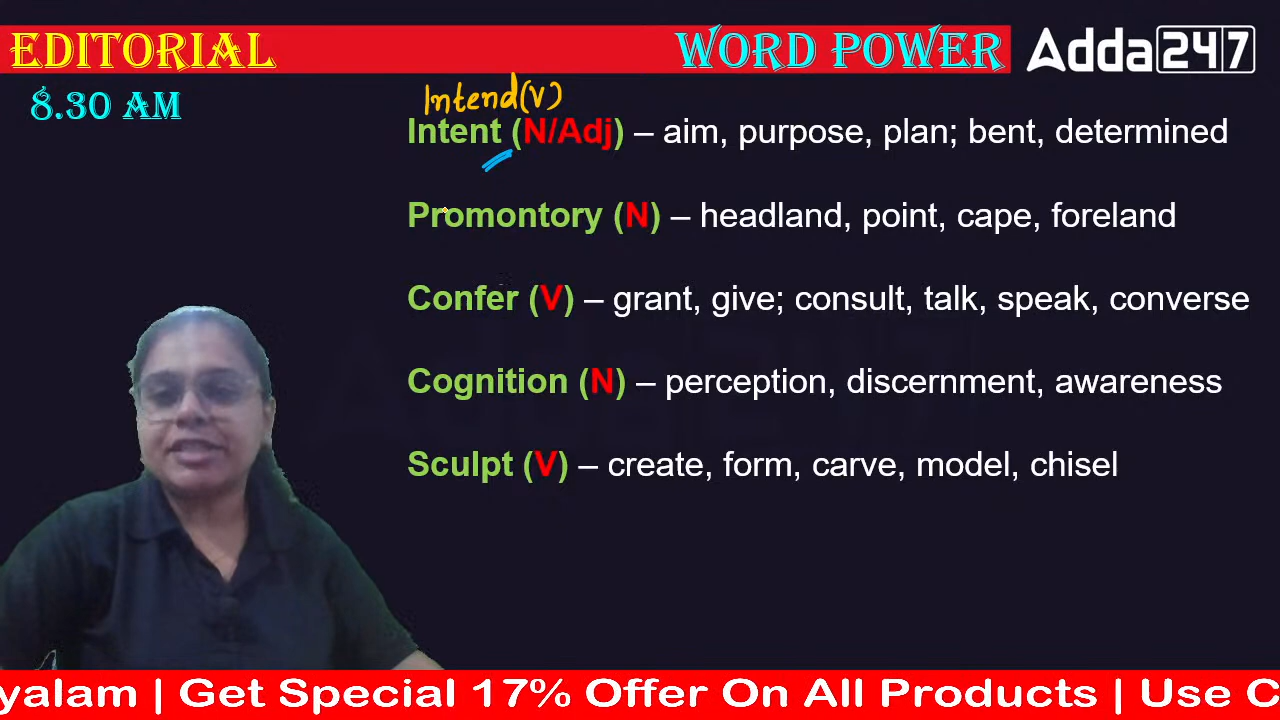 EDITORIAL
WORD POWER
Adda247
8.30 AM
Intend(V)
Intent (N/Adj) – aim, purpose, plan; bent, determined
Promontory (N) – headland, point, cape, foreland
Confer (V) – grant, give; consult, talk, speak, converse
Cognition (N) – perception, discernment, awareness
Sculpt (V) – create, form, carve, model, chisel
yalam | Get Special 17% Offer On All Products | Use C